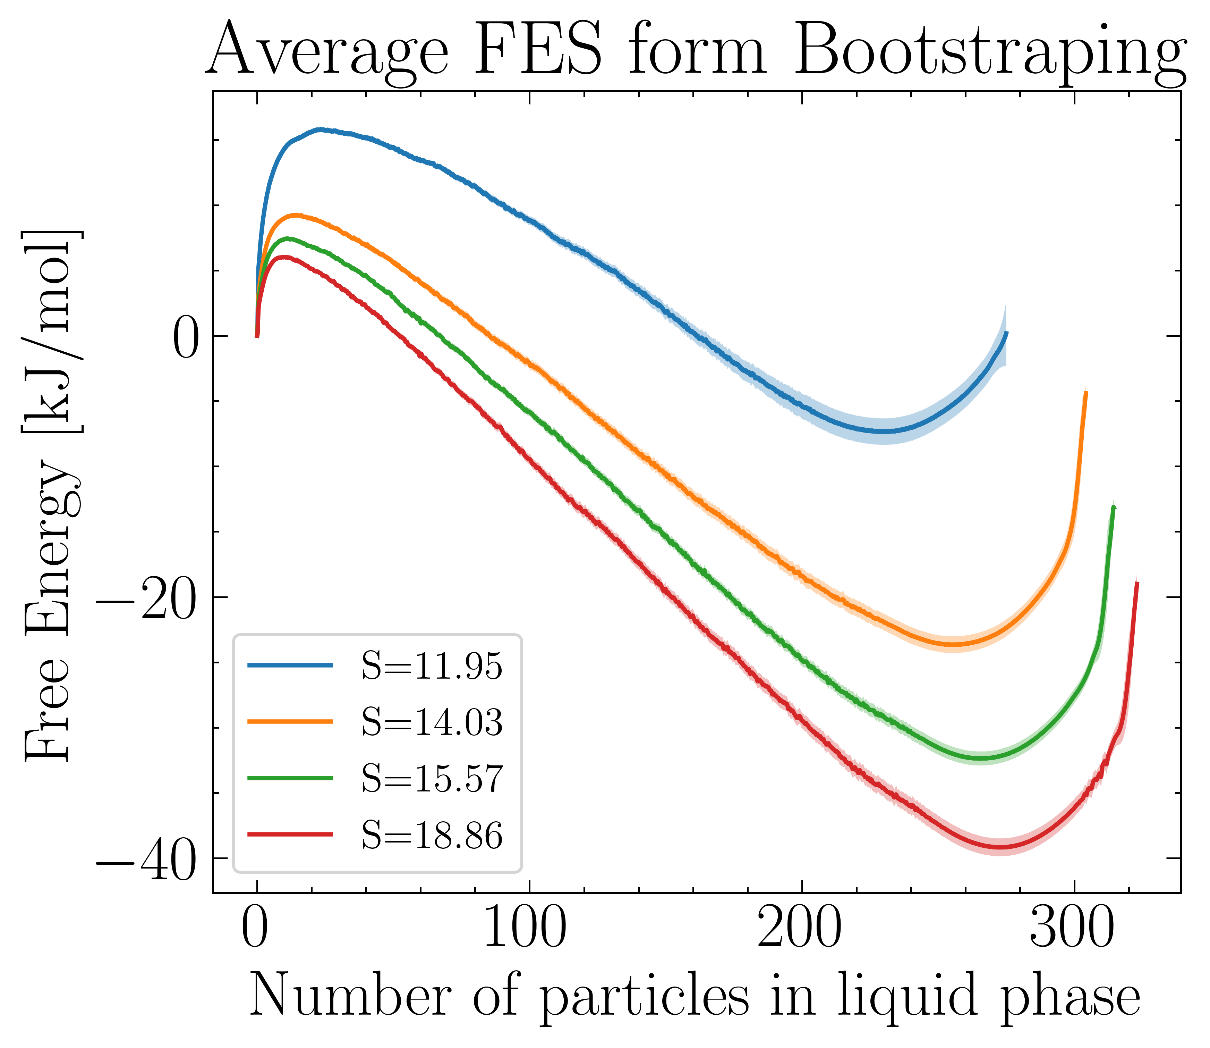 Average FES form Bootstraping
Free Energy [kJ/mol]
0
−20
−40
S=11.95
S=14.03
S=15.57
S=18.86
0 100 200 300
Number of particles in liquid phase